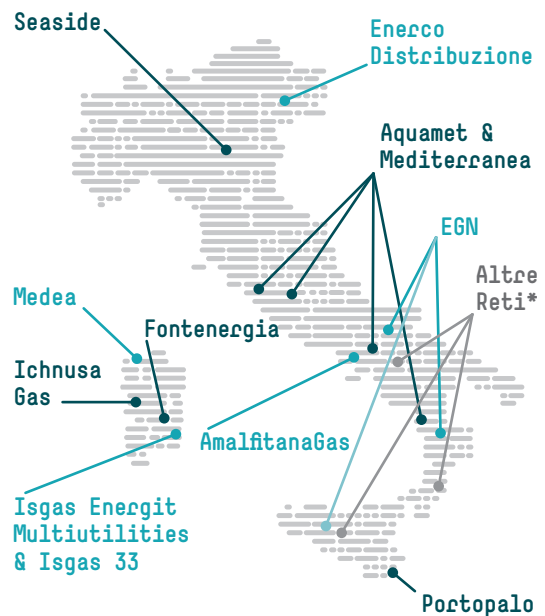 Seaside
Enerco
Distribuzione
Aquamet &
Mediterranea
EGN
Altre
Reti*
Medea
Fontenergia
Ichnusa
Gas
AmalfitanaGas
Isgas Energit
Multiutilities
& Isgas 33
Portopalo